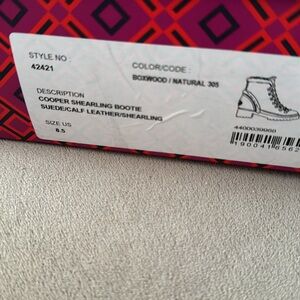 STYLE NO :
42421
COLOR/CODE :
BOXWOOD / NATURAL 305
DESCRIPTION
COOPER SHEARLING BOOTIE
SUEDE/CALF LEATHER/SHEARLING
SIZE US
8.5